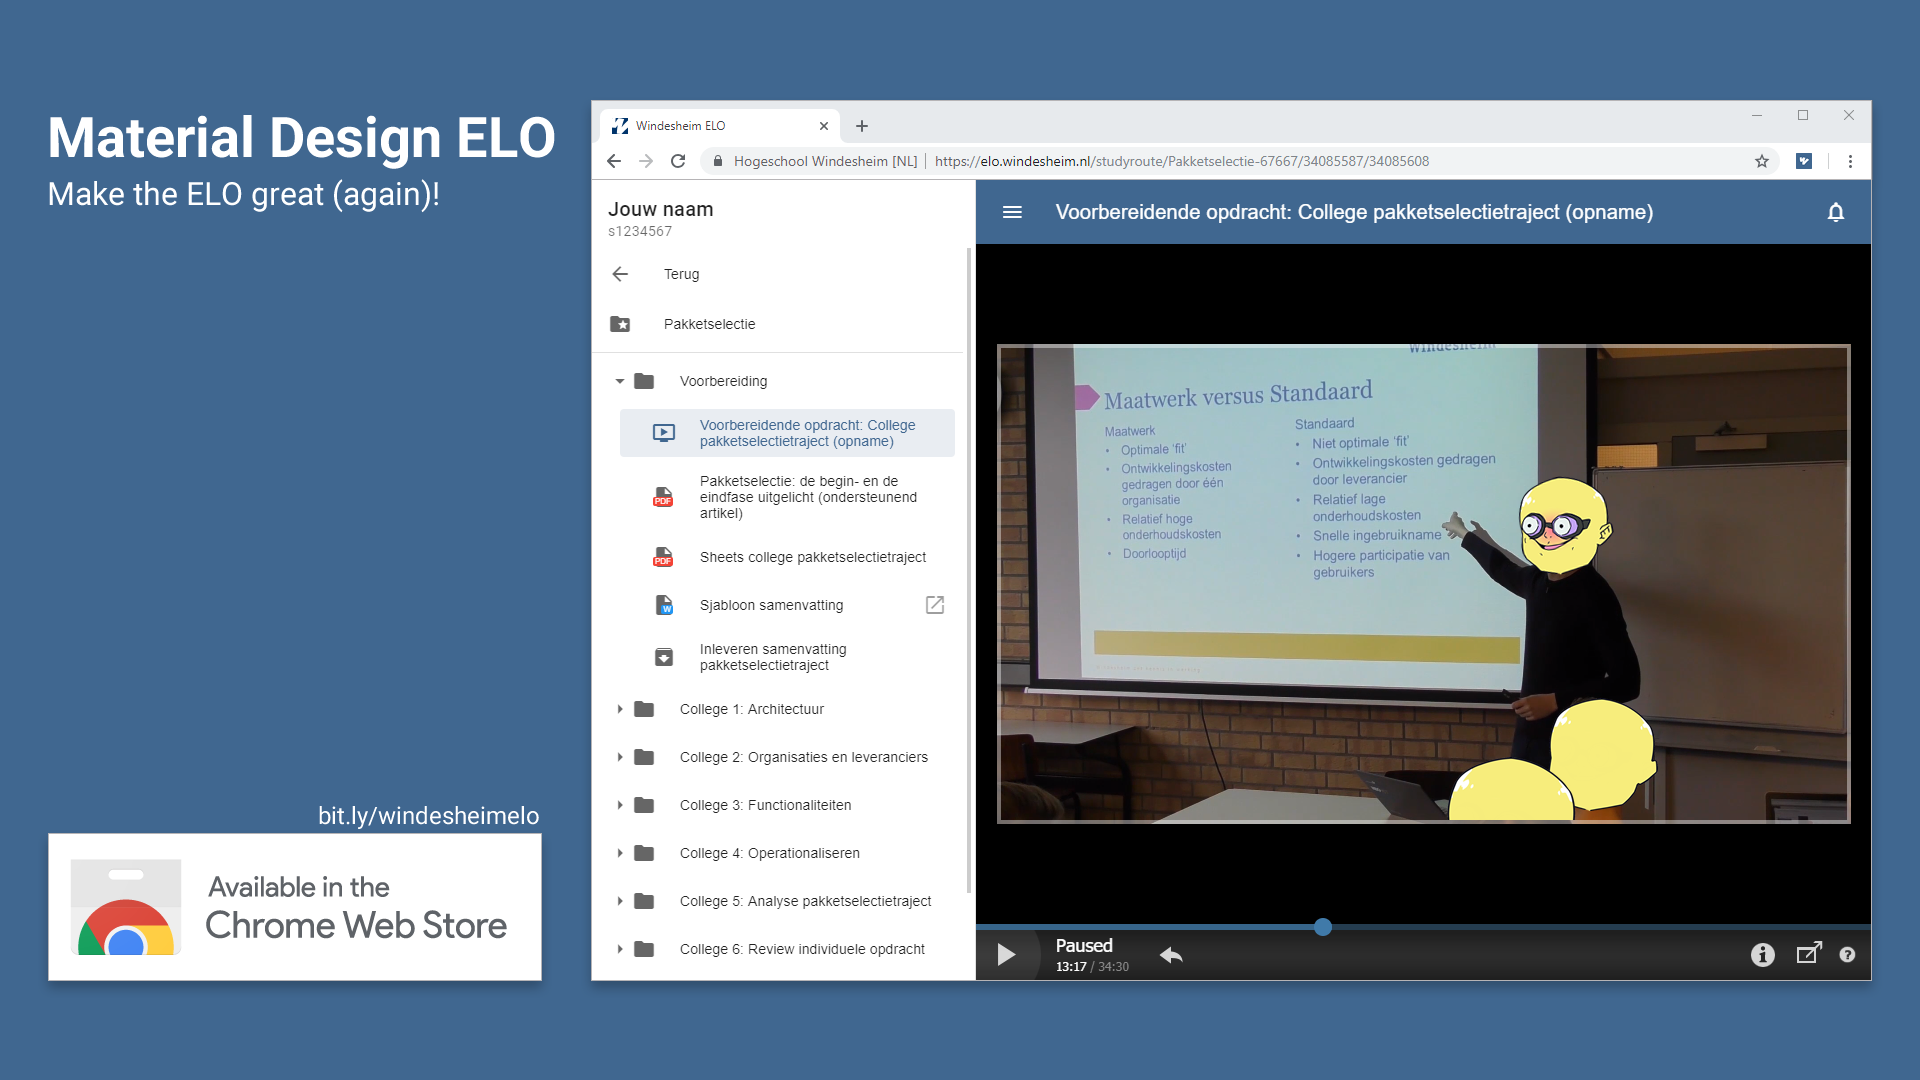 Material Design ELO
Make the ELO great (again)!
bit.ly/windesheimelo
Available in the
Chrome Web Store
Windesheim ELO
Hogeschool Windesheim [NL]
https://elo.windesheim.nl/studyroute/Pakketselectie-67667/34085587/34085608
Jouw naam
s1234567
Terug
Pakketselectie
Voorbereiding
Voorbereidende opdracht: College
pakketselectietraject (opname)
PDF
Pakketselectie: de begin- en de
eindfase uitgelicht (ondersteunend
artikel)
PDF
Sheets college pakketselectietraject
W
Sjabloon samenvatting
Inleveren samenvatting
pakketselectietraject
College 1: Architectuur
College 2: Organisaties en leveranciers
College 3: Functionaliteiten
College 4: Operationaliseren
College 5: Analyse pakketselectietraject
College 6: Review individuele opdracht
Voorbereidende opdracht: College pakketselectietraject (opname)
Windesheim
Maatwerk versus Standaard
Maatwerk
• Optimale 'fit'
• Ontwikkelingskosten
gedragen door één
organisatie
• Relatief hoge
onderhoudskosten
• Doorlooptijd
Standaard
• Niet optimale 'fit'
• Ontwikkelingskosten gedragen
door leverancier
• Relatief lage
onderhoudskosten
• Snelle ingebruikname
• Hogere participatie van
gebruikers
Paused
13:17 / 34:30